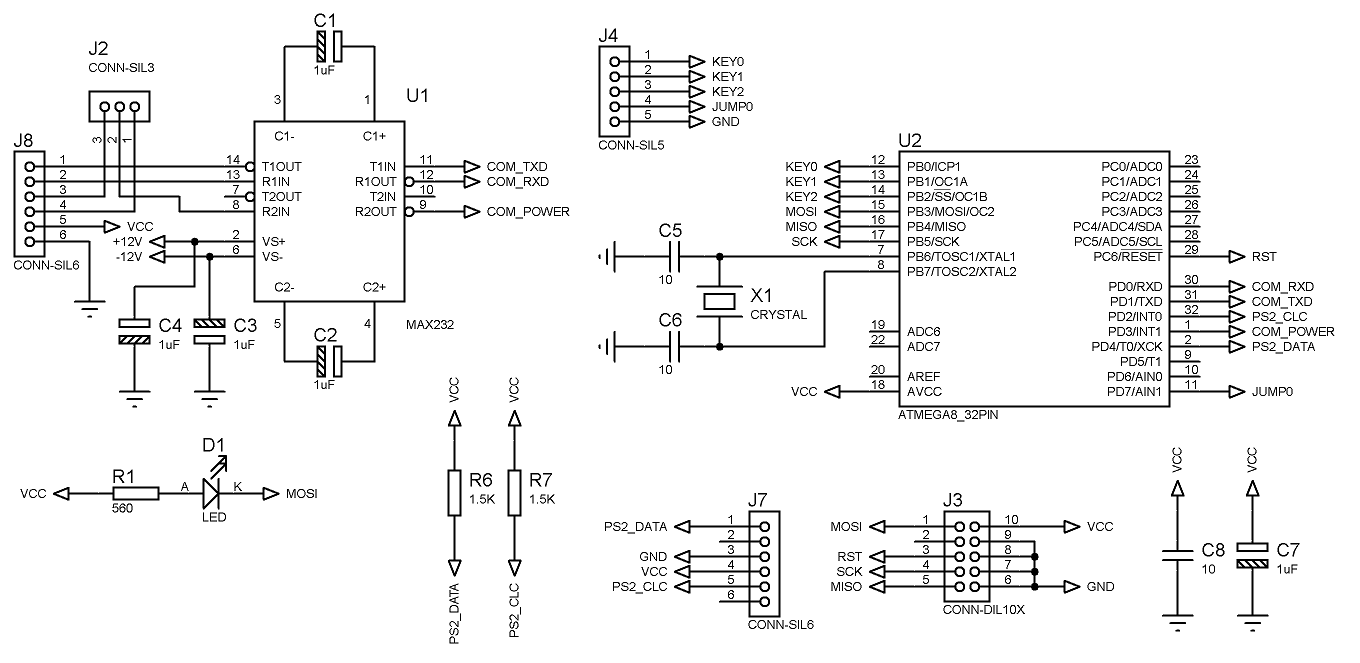 J2
CONN-SIL3
3
2
1
J8
1
2
3
4
5
6
VCC
+12V
-12V
CONN-SIL6
C1
1uF
3
1
U1
C1-
C1+
14
T1OUT
T1IN
11
COM_TXD
13
R1IN
R1OUT
12
COM_RXD
7
T2OUT
T2IN
10
8
R2IN
R2OUT
9
COM_POWER
2
VS+
6
VS-
C2-
C2+
5
4
MAX232
C2
1uF
C4
1uF
C3
1uF
J4
1
KEY0
2
KEY1
3
KEY2
4
JUMP0
5
GND
CONN-SIL5
U2
KEY0
12
PB0/ICP1
PC0/ADC0
23
KEY1
13
PB1/OC1A
PC1/ADC1
24
KEY2
14
PB2/SS/OC1B
PC2/ADC2
25
MOSI
15
PB3/MOSI/OC2
PC3/ADC3
26
MISO
16
PB4/MISO
PC4/ADC4/SDA
27
SCK
17
PB5/SCK
PC5/ADC5/SCL
28
7
PB6/TOSC1/XTAL1
PC6/RESET
29
RST
8
PB7/TOSC2/XTAL2
PD0/RXD
30
COM_RXD
PD1/TXD
31
COM_TXD
PD2/INT0
32
PS2_CLC
19
ADC6
PD3/INT1
1
COM_POWER
22
ADC7
PD4/T0/XCK
2
PS2_DATA
PD5/T1
9
20
AREF
PD6/AIN0
10
VCC
18
AVCC
PD7/AIN1
11
JUMP0
ATMEGA8_32PIN
C5
10
X1
CRYSTAL
C6
10
D1
R1
VCC
A
K
MOSI
560
LED
VCC
VCC
R6
1.5K
R7
1.5K
PS2_DATA
PS2_CLC
J7
PS2_DATA
1
2
GND
3
VCC
4
PS2_CLC
5
6
CONN-SIL6
J3
MOSI
1
10
VCC
2
9
RST
3
8
SCK
4
7
MISO
5
6
GND
CONN-DIL10X
VCC
VCC
C8
10
C7
1uF